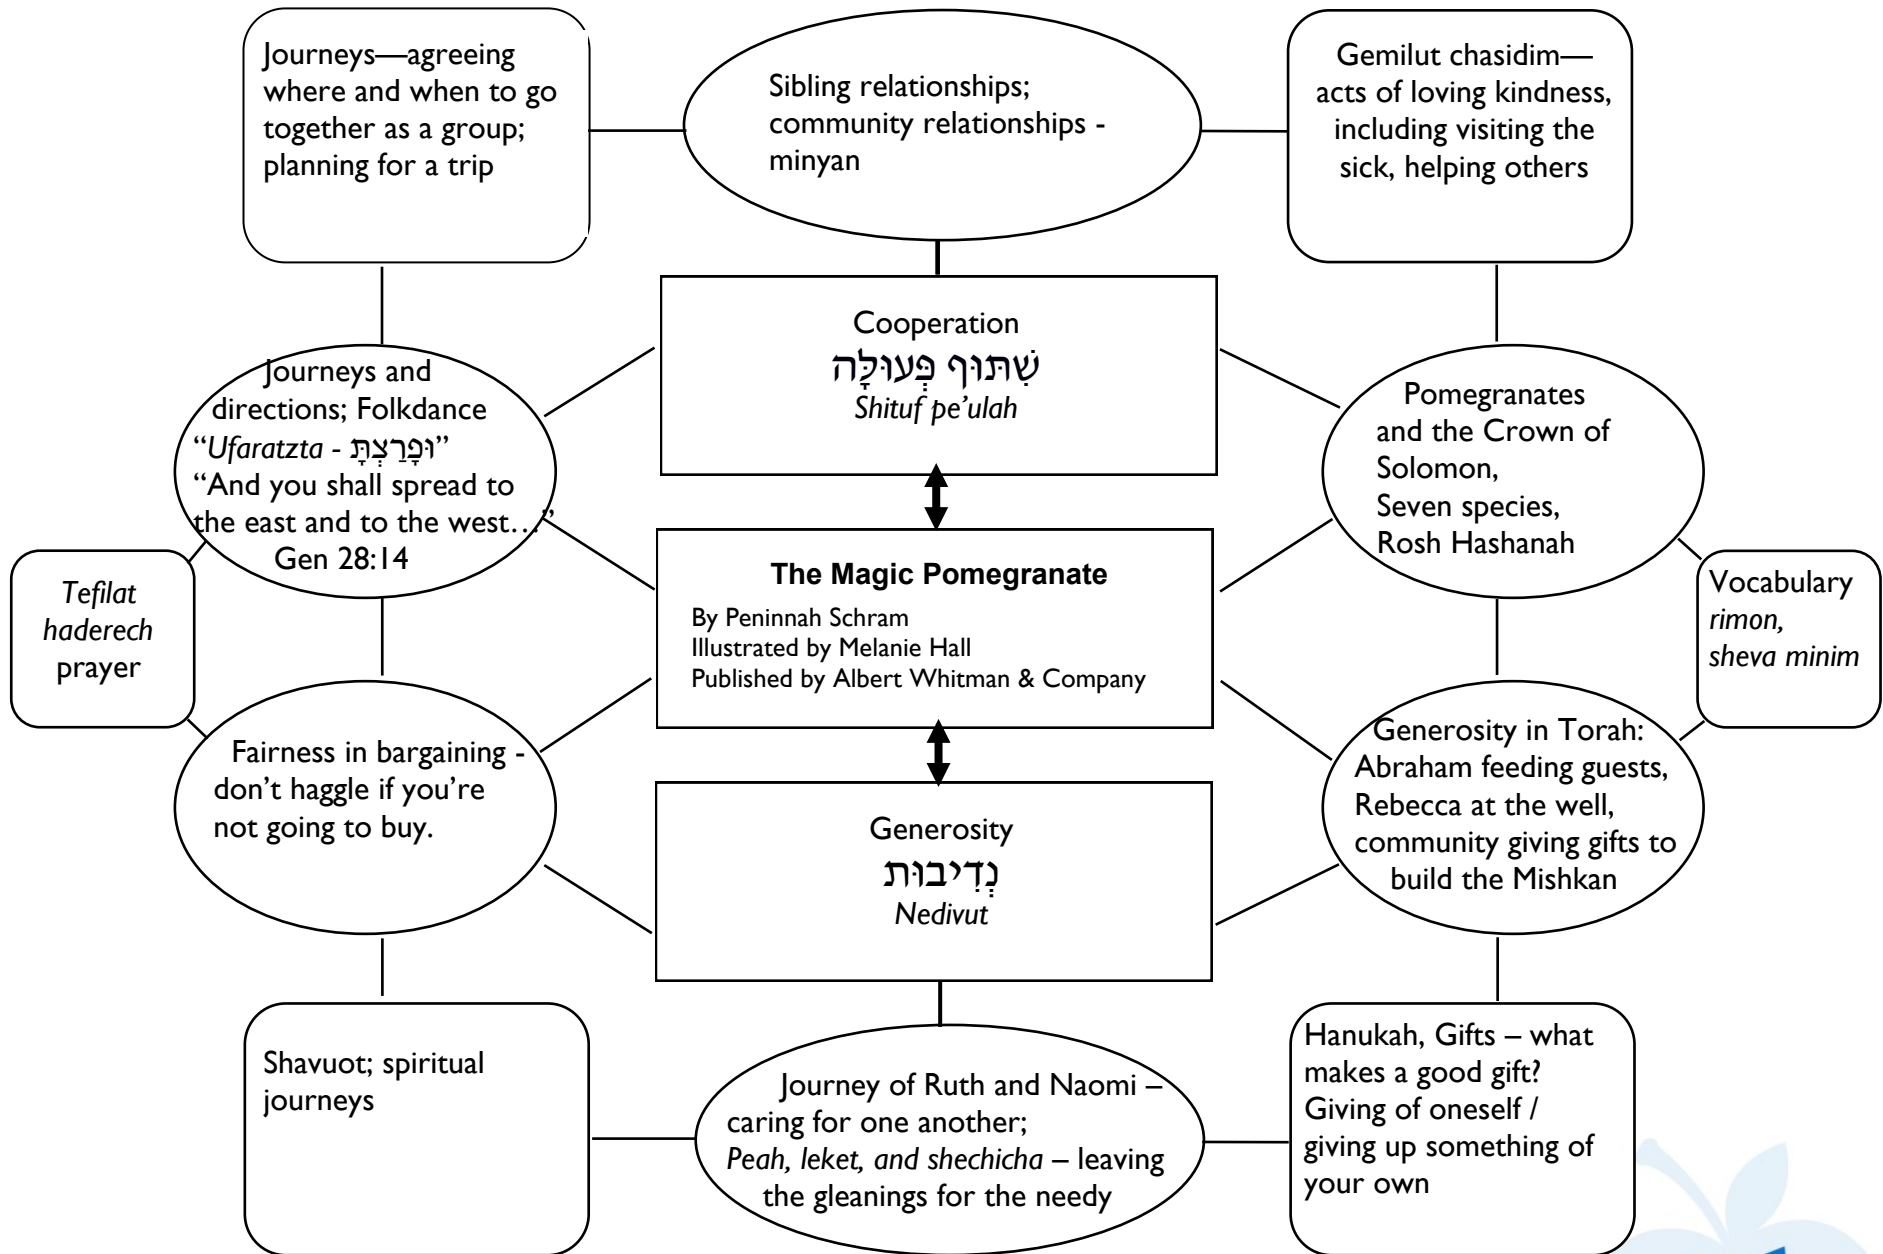 Journeys—agreeing
where and when to go
together as a group;
planning for a trip
Sibling relationships;
community relationships -
minyan
Gemilut chasidim—
acts of loving kindness,
including visiting the
sick, helping others
Cooperation
שִׁתּוּף פְּעוּלָּה
Shituf pe’ulah
Journeys and
directions; Folkdance
“Ufaratzta - וּפָרַצְתָּ”
“And you shall spread to
the east and to the west…”
Gen 28:14
Pomegranates
and the Crown of
Solomon,
Seven species,
Rosh Hashanah
Tefilat
haderech
prayer
The Magic Pomegranate
By Peninnah Schram
Illustrated by Melanie Hall
Published by Albert Whitman & Company
Vocabulary
rimon,
sheva minim
Fairness in bargaining -
don’t haggle if you’re
not going to buy.
Generosity
נְדִיבוּת
Nedivut
Generosity in Torah:
Abraham feeding guests,
Rebecca at the well,
community giving gifts to
build the Mishkan
Shavuot; spiritual
journeys
Journey of Ruth and Naomi –
caring for one another;
Peah, leket, and shechicha – leaving
the gleanings for the needy
Hanukah, Gifts – what
makes a good gift?
Giving of oneself /
giving up something of
your own